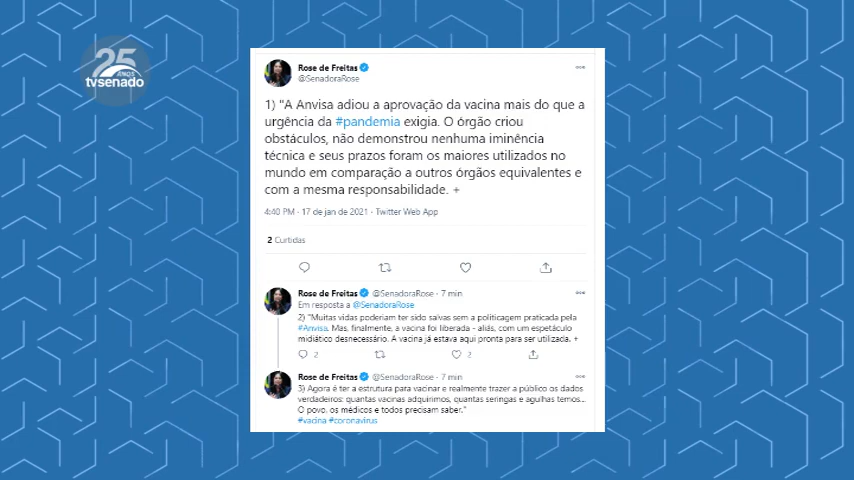 25
ANOS
tvsenado
Rose de Freitas
@SenadoraRose
1) "A Anvisa adiou a aprovação da vacina mais do que a
urgência da #pandemia exigia. O órgão criou
obstáculos, não demonstrou nenhuma iminência
técnica e seus prazos foram os maiores utilizados no
mundo em comparação a outros órgãos equivalentes e
com a mesma responsabilidade. +
4:40 PM · 17 de jan de 2021 · Twitter Web App
2 Curtidas
Rose de Freitas @SenadoraRose · 7 min
Em resposta a @SenadoraRose
2) "Muitas vidas poderiam ter sido salvas sem a politicagem praticada pela
#Anvisa. Mas, finalmente, a vacina foi liberada - aliás, com um espetáculo
midiático desnecessário. A vacina já estava aqui pronta para ser utilizada. +
2 2
Rose de Freitas @SenadoraRose · 7 min
3) Agora é ter a estrutura para vacinar e realmente trazer a público os dados
verdadeiros: quantas vacinas adquirimos, quantas seringas e agulhas temos...
O povo, os médicos e todos precisam saber."
#vacina #coronavirus